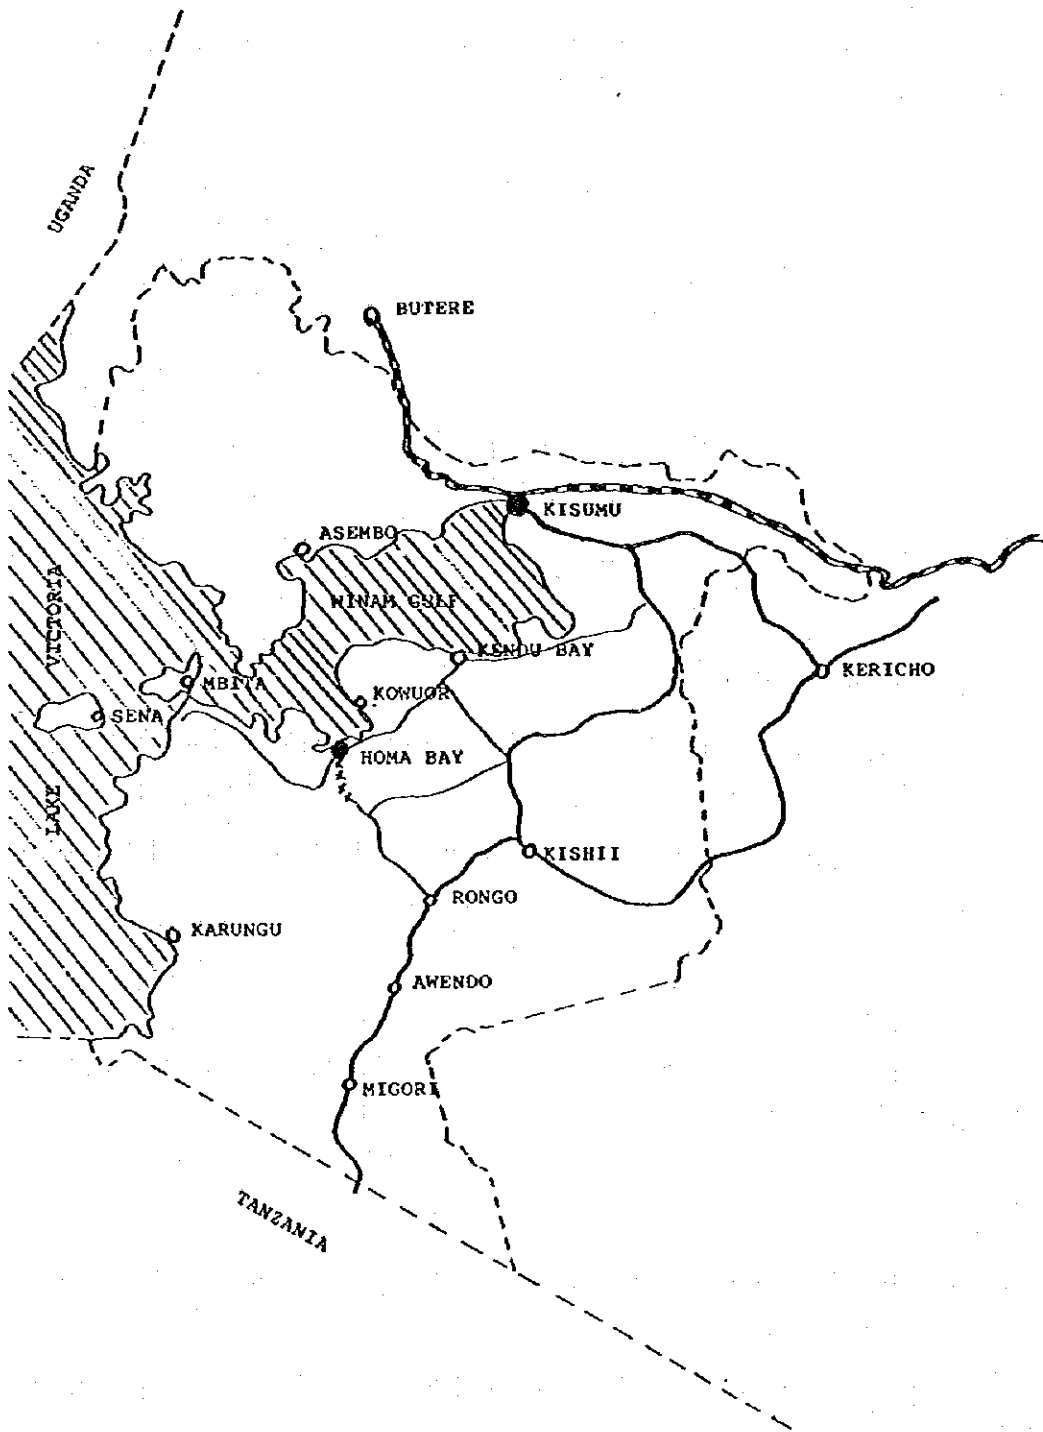 UGANDA
BUTERE
KISUMU
ASEMBO
WINAM GULF
VICTORIA
KENDU BAY
KERICHO
MBITA
KOWUOR
SENA
HOMA BAY
LAKE
KISHII
RONGO
KARUNGU
AWENDO
MIGORI
TANZANIA